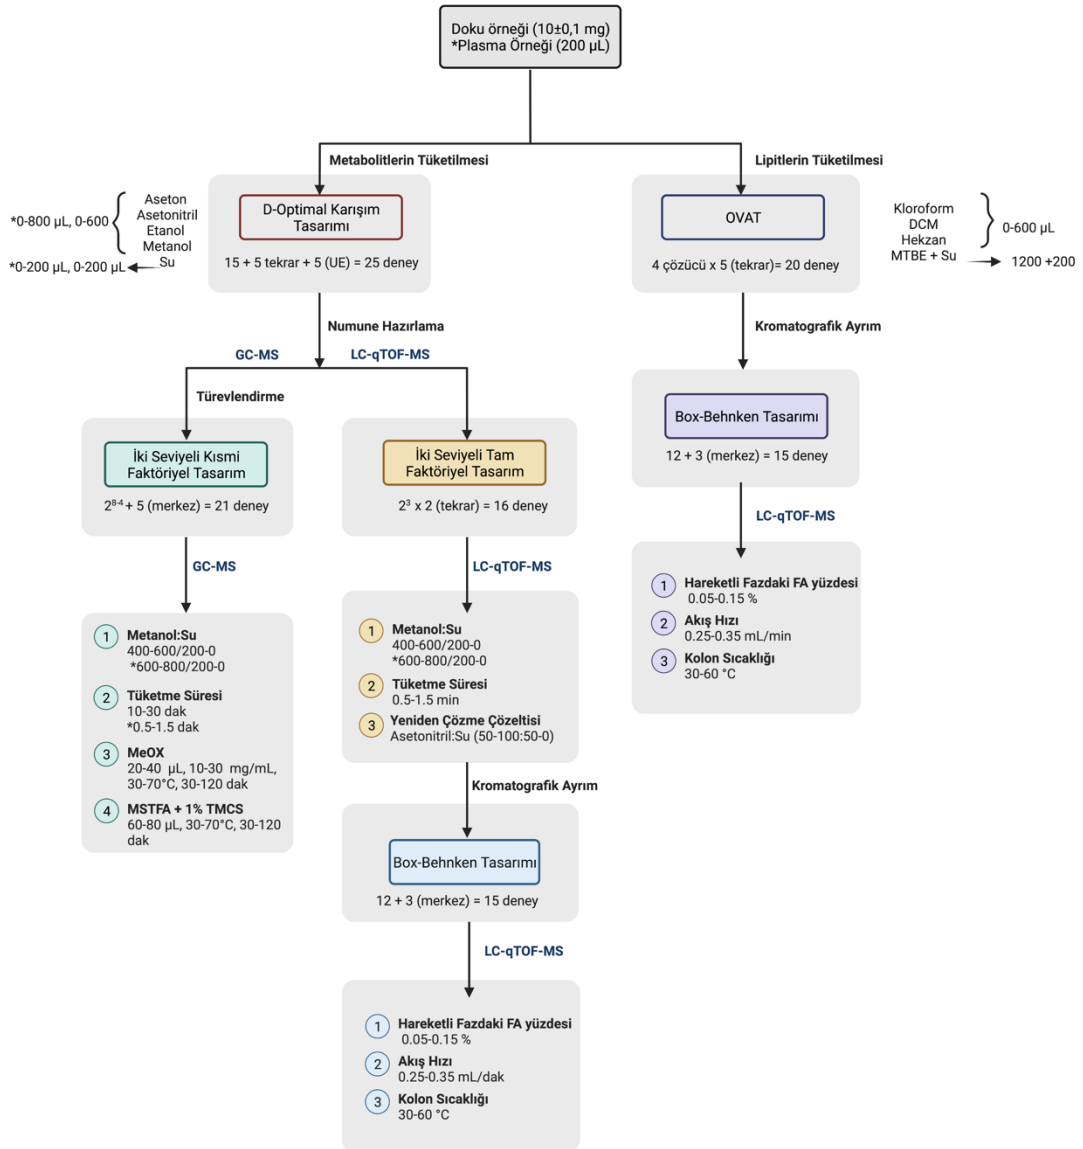 Doku örneği (10±0,1 mg)
*Plasma Örneği (200 µL)
Metabolitlerin Tüketilmesi
Lipitlerin Tüketilmesi
*0-800 µL, 0-600
Aseton
Asetonitril
Etanol
Metanol
Su
*0-200 µL, 0-200 µL
D-Optimal Karışım
Tasarımı
15 + 5 tekrar + 5 (UE) = 25 deney
OVAT
4 çözücü x 5 (tekrar)= 20 deney
Kloroform
DCM
Hekzan
MTBE + Su
0-600 µL
1200 +200
Numune Hazırlama
GC-MS
LC-qTOF-MS
Türevlendirme
Kromatografik Ayrım
İki Seviyeli Kısmi
Faktöriyel Tasarım
2⁸⁻⁴ + 5 (merkez) = 21 deney
İki Seviyeli Tam
Faktöriyel Tasarım
2³ x 2 (tekrar) = 16 deney
Box-Behnken Tasarımı
12 + 3 (merkez) = 15 deney
GC-MS
LC-qTOF-MS
LC-qTOF-MS
1 Metanol:Su
400-600/200-0
*600-800/200-0
2 Tüketme Süresi
10-30 dak
*0.5-1.5 dak
3 MeOX
20-40 µL, 10-30 mg/mL,
30-70°C, 30-120 dak
4 MSTFA + 1% TMCS
60-80 µL, 30-70°C, 30-120
dak
1 Metanol:Su
400-600/200-0
*600-800/200-0
2 Tüketme Süresi
0.5-1.5 min
3 Yeniden Çözme Çözeltisi
Asetonitril:Su (50-100:50-0)
1 Hareketli Fazdaki FA yüzdesi
0.05-0.15 %
2 Akış Hızı
0.25-0.35 mL/min
3 Kolon Sıcaklığı
30-60 °C
Kromatografik Ayrım
Box-Behnken Tasarımı
12 + 3 (merkez) = 15 deney
LC-qTOF-MS
1 Hareketli Fazdaki FA yüzdesi
0.05-0.15 %
2 Akış Hızı
0.25-0.35 mL/dak
3 Kolon Sıcaklığı
30-60 °C